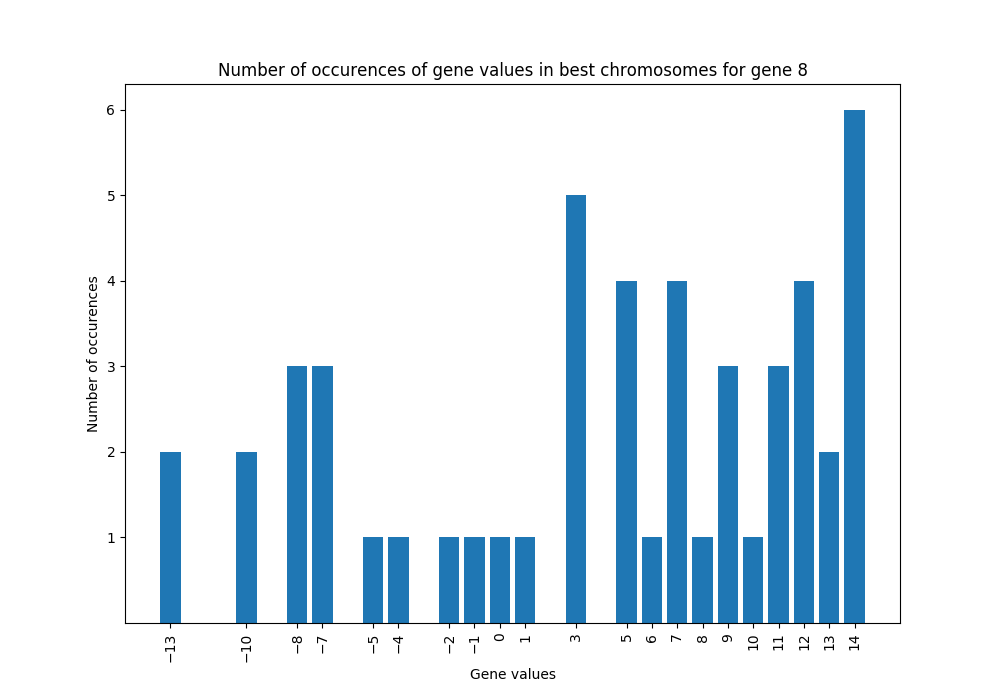 Number of occurences of gene values in best chromosomes for gene 8
6
5
4
3
2
1
Number of occurences
−13 −10 −8 −7 −5 −4 −2 −1 0 1 3 5 6 7 8 9 10 11 12 13 14
Gene values